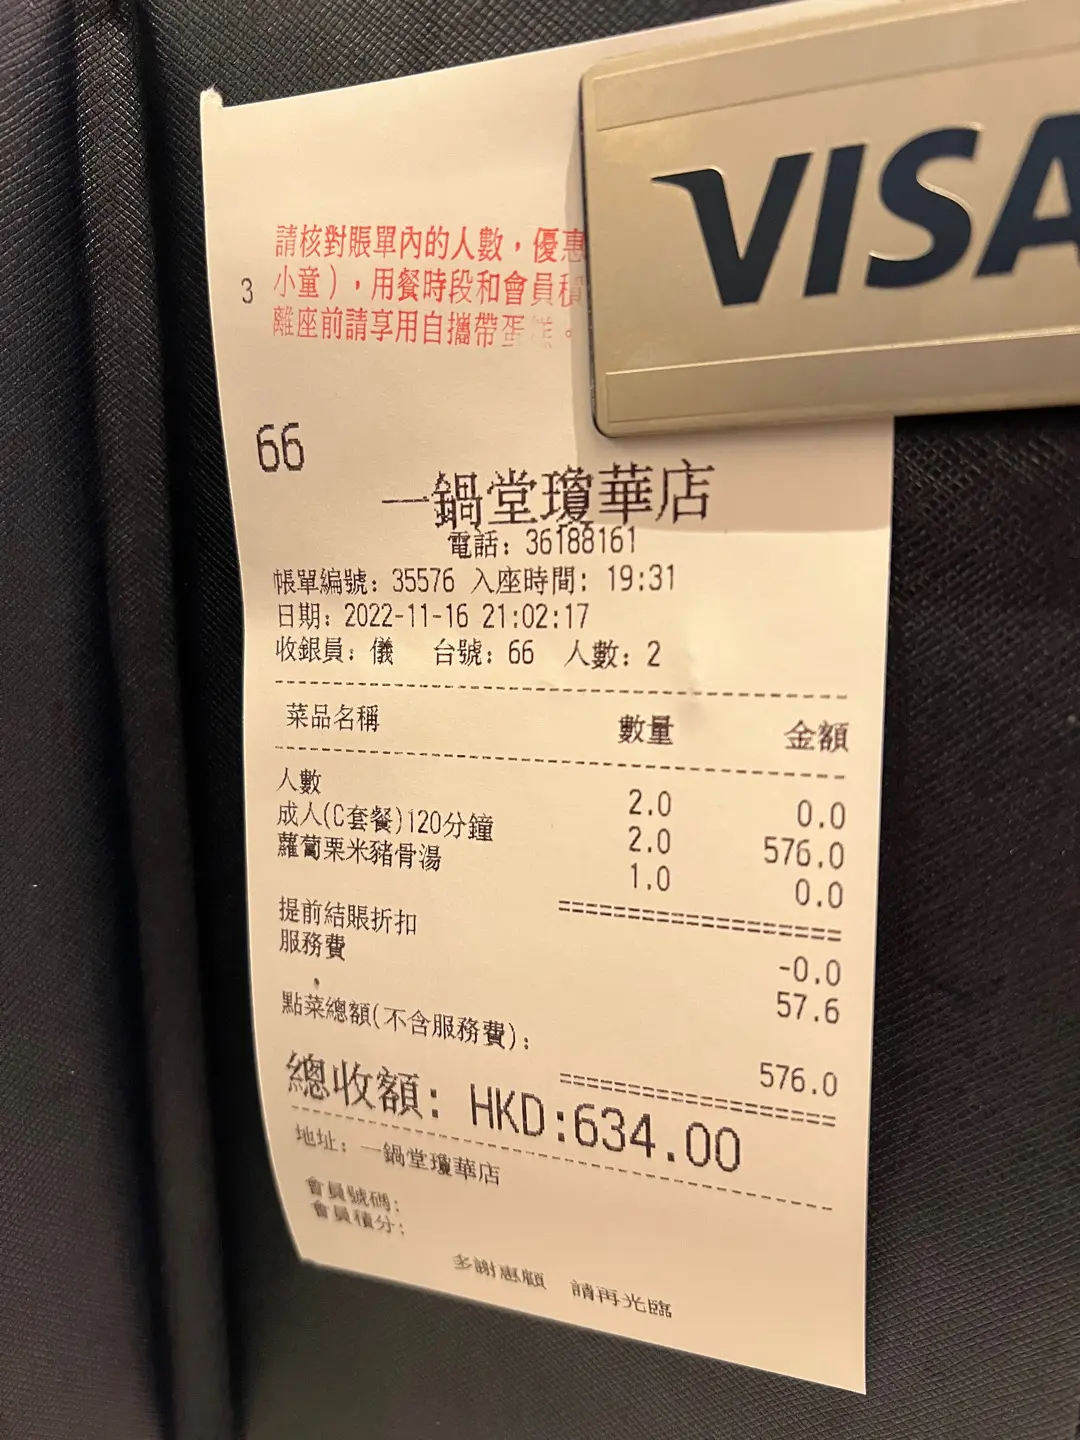 VISA
請核對賬單內的人數，優惠
3 小童），用餐時段和會員積
離座前請享用自攜帶蛋糕。
66
一鍋堂瓊華店
電話：36188161
帳單編號：35576 入座時間：19:31
日期：2022-11-16 21:02:17
收銀員：儀 台號：66 人數：2
菜品名稱 數量 金額
人數 2.0 0.0
成人(C套餐)120分鐘 2.0 576.0
蘿蔔栗米豬骨湯 1.0 0.0
提前結賬折扣 -0.0
服務費 57.6
點菜總額(不含服務費)： 576.0
總收額：HKD:634.00
地址：一鍋堂瓊華店
會員號碼：
會員積分：
多謝惠顧 請再光臨